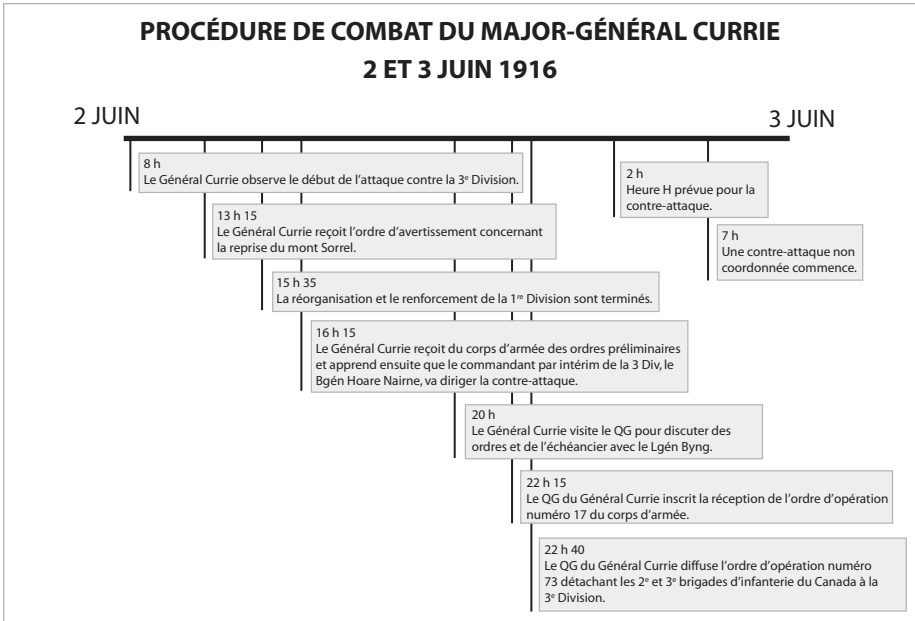 PROCÉDURE DE COMBAT DU MAJOR-GÉNÉRAL CURRIE
2 ET 3 JUIN 1916
2 JUIN
3 JUIN
8 h
Le Général Currie observe le début de l'attaque contre la 3e Division.
13 h 15
Le Général Currie reçoit l'ordre d'avertissement concernant
la reprise du mont Sorrel.
15 h 35
La réorganisation et le renforcement de la 1re Division sont terminés.
16 h 15
Le Général Currie reçoit du corps d'armée des ordres préliminaires
et apprend ensuite que le commandant par intérim de la 3 Div, le
Bgén Hoare Nairne, va diriger la contre-attaque.
20 h
Le Général Currie visite le QG pour discuter des
ordres et de l'échéancier avec le Lgén Byng.
22 h 15
Le QG du Général Currie inscrit la réception de l'ordre d'opération
numéro 17 du corps d'armée.
22 h 40
Le QG du Général Currie diffuse l'ordre d'opération numéro
73 détachant les 2e et 3e brigades d'infanterie du Canada à la
3e Division.
2 h
Heure H prévue pour la
contre-attaque.
7 h
Une contre-attaque non
coordonnée commence.